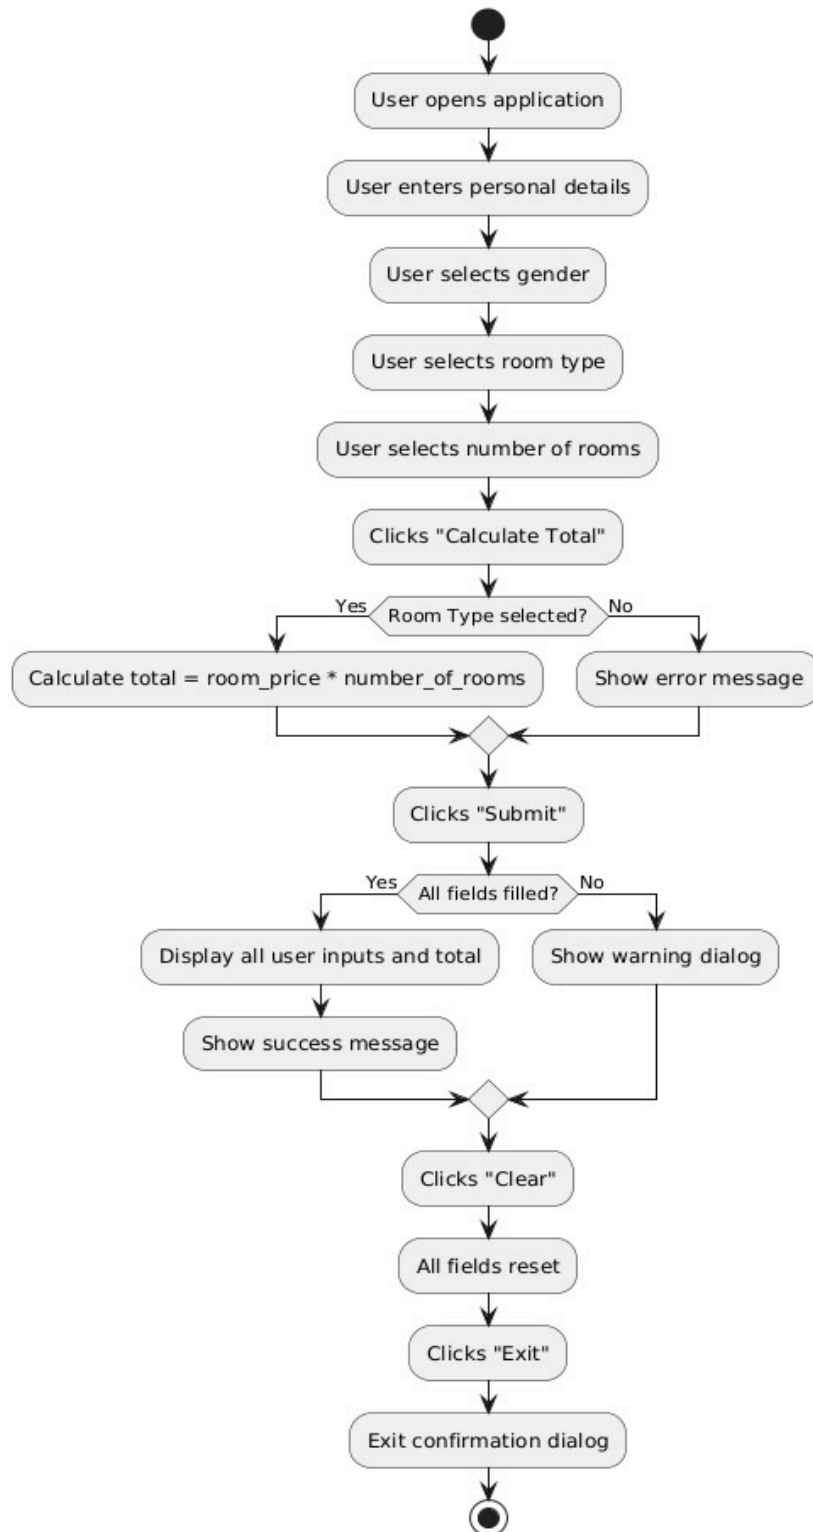 User opens application
User enters personal details
User selects gender
User selects room type
User selects number of rooms
Clicks "Calculate Total"
Yes
Room Type selected?
No
Calculate total = room_price * number_of_rooms
Show error message
Clicks "Submit"
Yes
All fields filled?
No
Display all user inputs and total
Show warning dialog
Show success message
Clicks "Clear"
All fields reset
Clicks "Exit"
Exit confirmation dialog